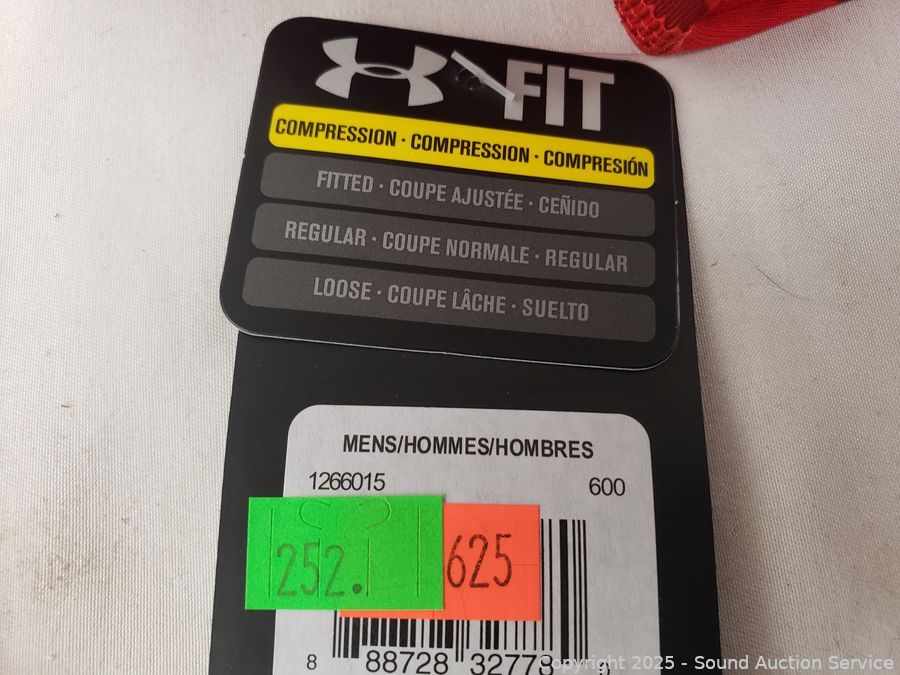 FIT
COMPRESSION · COMPRESSION · COMPRESIÓN
FITTED · COUPE AJUSTÉE · CEÑIDO
REGULAR · COUPE NORMALE · REGULAR
LOOSE · COUPE LÂCHE · SUELTO
MENS/HOMMES/HOMBRES
1266015 600
252. 625
8 88728 32778
Copyright 2025 - Sound Auction Service